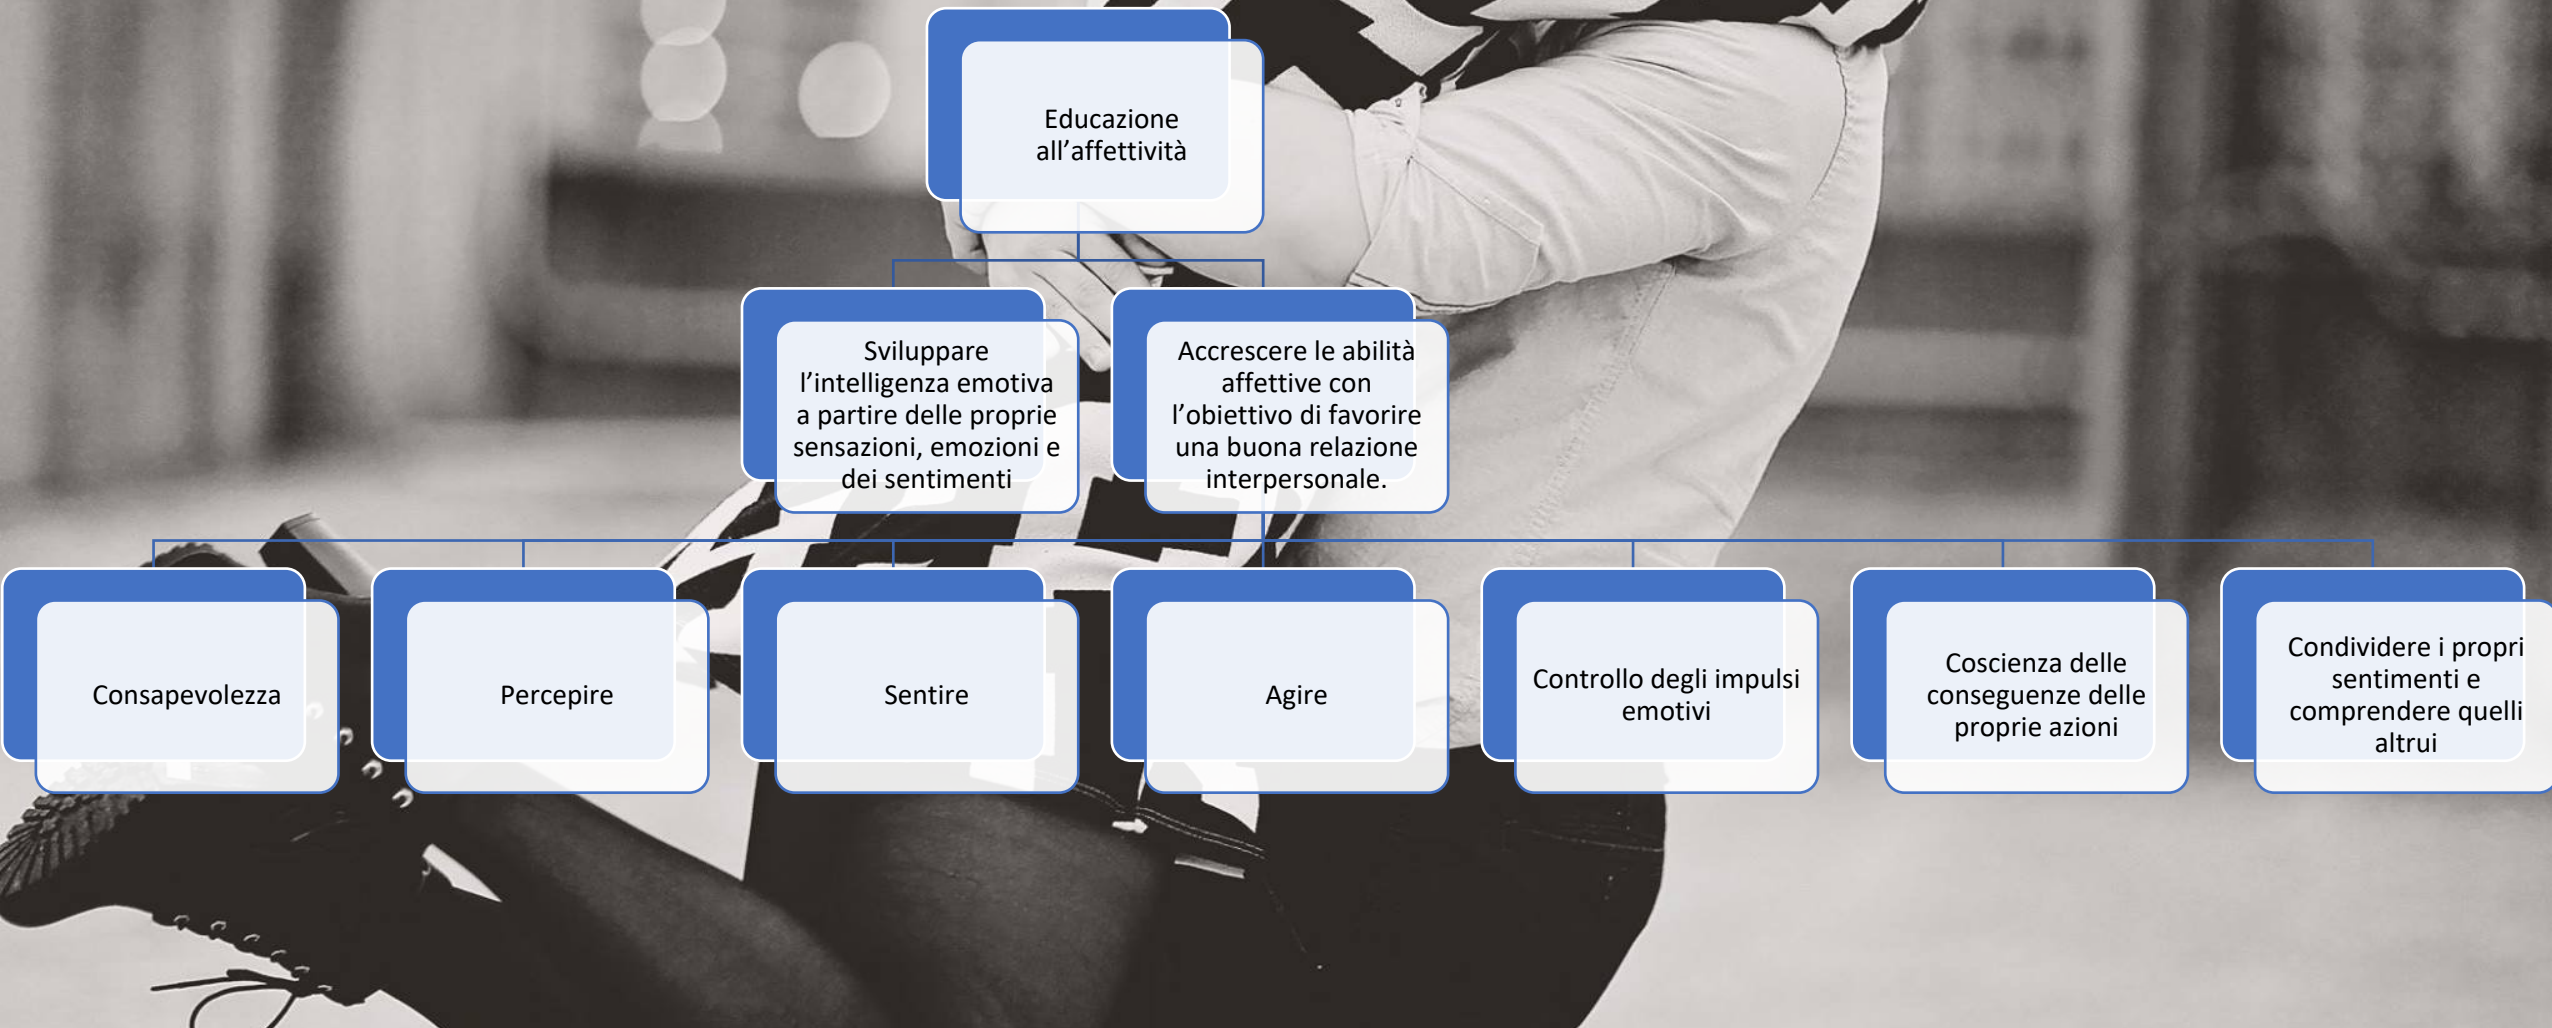 Educazione
all’affettività
Sviluppare
l’intelligenza emotiva
a partire delle proprie
sensazioni, emozioni e
dei sentimenti
Accrescere le abilità
affettive con
l’obiettivo di favorire
una buona relazione
interpersonale.
Consapevolezza
Percepire
Sentire
Agire
Controllo degli impulsi
emotivi
Coscienza delle
conseguenze delle
proprie azioni
Condividere i propri
sentimenti e
comprendere quelli
altrui